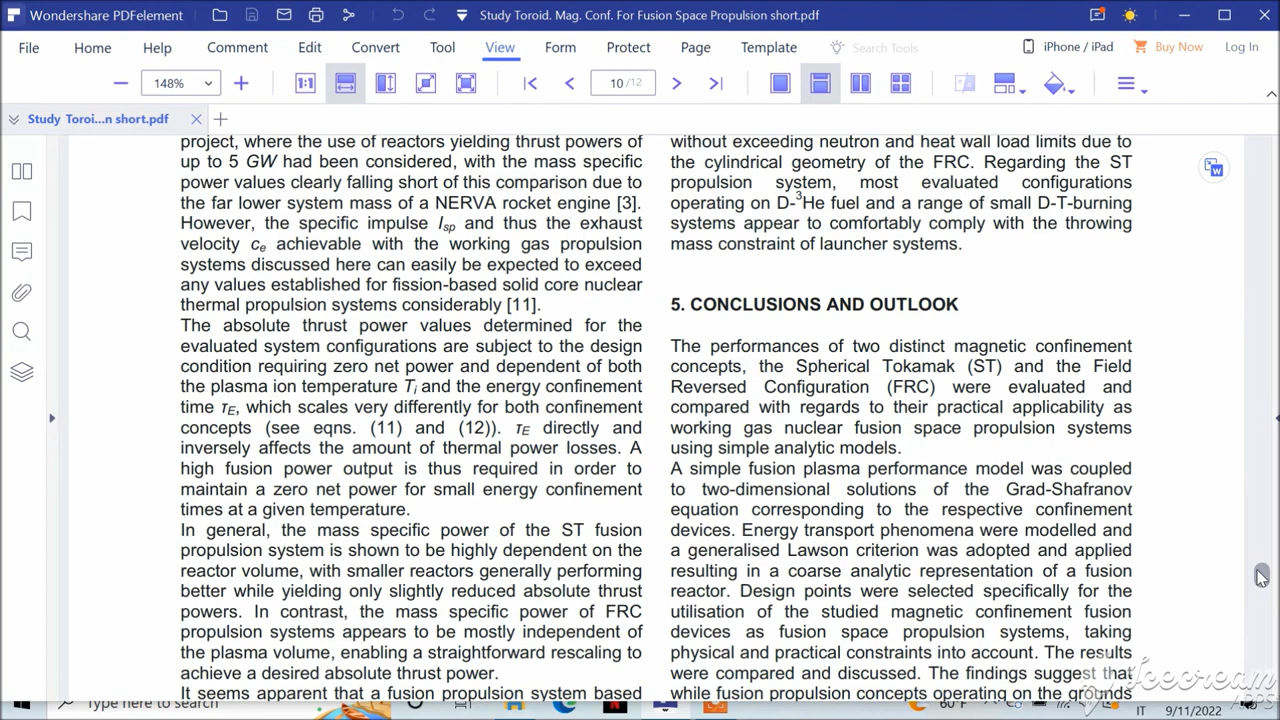 Wondershare PDFelement
Study Toroid. Mag. Conf. For Fusion Space Propulsion short.pdf
File Home Help Comment Edit Convert Tool View Form Protect Page Template Search Tools iPhone / iPad Buy Now Log In
148% 1:1 10 /12
Study Toroi...n short.pdf
project, where the use of reactors yielding thrust powers of
up to 5 GW had been considered, with the mass specific
power values clearly falling short of this comparison due to
the far lower system mass of a NERVA rocket engine [3].
However, the specific impulse Isp and thus the exhaust
velocity ce achievable with the working gas propulsion
systems discussed here can easily be expected to exceed
any values established for fission-based solid core nuclear
thermal propulsion systems considerably [11].
The absolute thrust power values determined for the
evaluated system configurations are subject to the design
condition requiring zero net power and dependent of both
the plasma ion temperature Ti and the energy confinement
time τE, which scales very differently for both confinement
concepts (see eqns. (11) and (12)). τE directly and
inversely affects the amount of thermal power losses. A
high fusion power output is thus required in order to
maintain a zero net power for small energy confinement
times at a given temperature.
In general, the mass specific power of the ST fusion
propulsion system is shown to be highly dependent on the
reactor volume, with smaller reactors generally performing
better while yielding only slightly reduced absolute thrust
powers. In contrast, the mass specific power of FRC
propulsion systems appears to be mostly independent of
the plasma volume, enabling a straightforward rescaling to
achieve a desired absolute thrust power.
It seems apparent that a fusion propulsion system based
without exceeding neutron and heat wall load limits due to
the cylindrical geometry of the FRC. Regarding the ST
propulsion system, most evaluated configurations
operating on D-3He fuel and a range of small D-T-burning
systems appear to comfortably comply with the throwing
mass constraint of launcher systems.
5. CONCLUSIONS AND OUTLOOK
The performances of two distinct magnetic confinement
concepts, the Spherical Tokamak (ST) and the Field
Reversed Configuration (FRC) were evaluated and
compared with regards to their practical applicability as
working gas nuclear fusion space propulsion systems
using simple analytic models.
A simple fusion plasma performance model was coupled
to two-dimensional solutions of the Grad-Shafranov
equation corresponding to the respective confinement
devices. Energy transport phenomena were modelled and
a generalised Lawson criterion was adopted and applied
resulting in a coarse analytic representation of a fusion
reactor. Design points were selected specifically for the
utilisation of the studied magnetic confinement fusion
devices as fusion space propulsion systems, taking
physical and practical constraints into account. The results
were compared and discussed. The findings suggest that
while fusion propulsion concepts operating on the grounds
Icecream
APPS
Type here to search
60°F
IT 9/11/2022